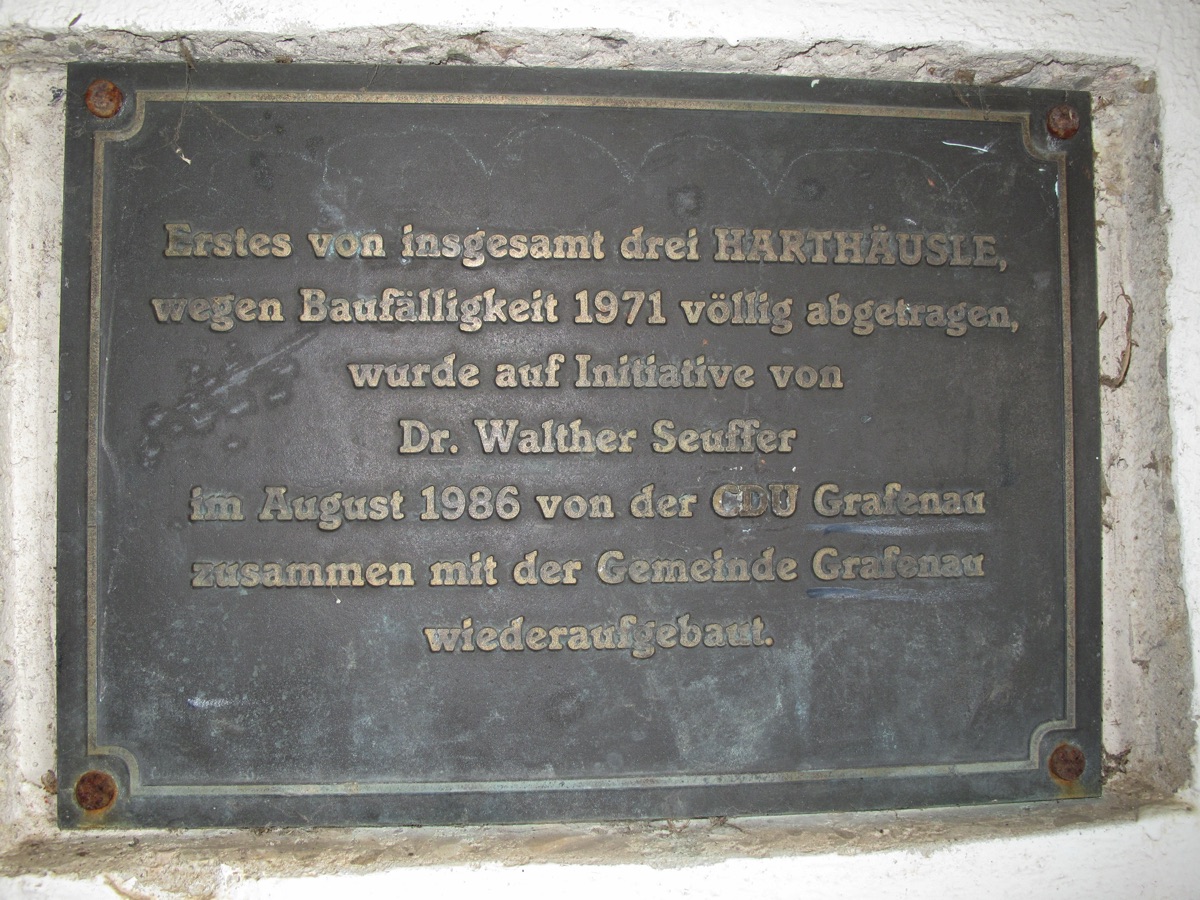 Erstes von insgesamt drei HARTHÄUSLE,
wegen Baufälligkeit 1971 völlig abgetragen,
wurde auf Initiative von
Dr. Walther Seuffer
im August 1986 von der CDU Grafenau
zusammen mit der Gemeinde Grafenau
wiederaufgebaut.